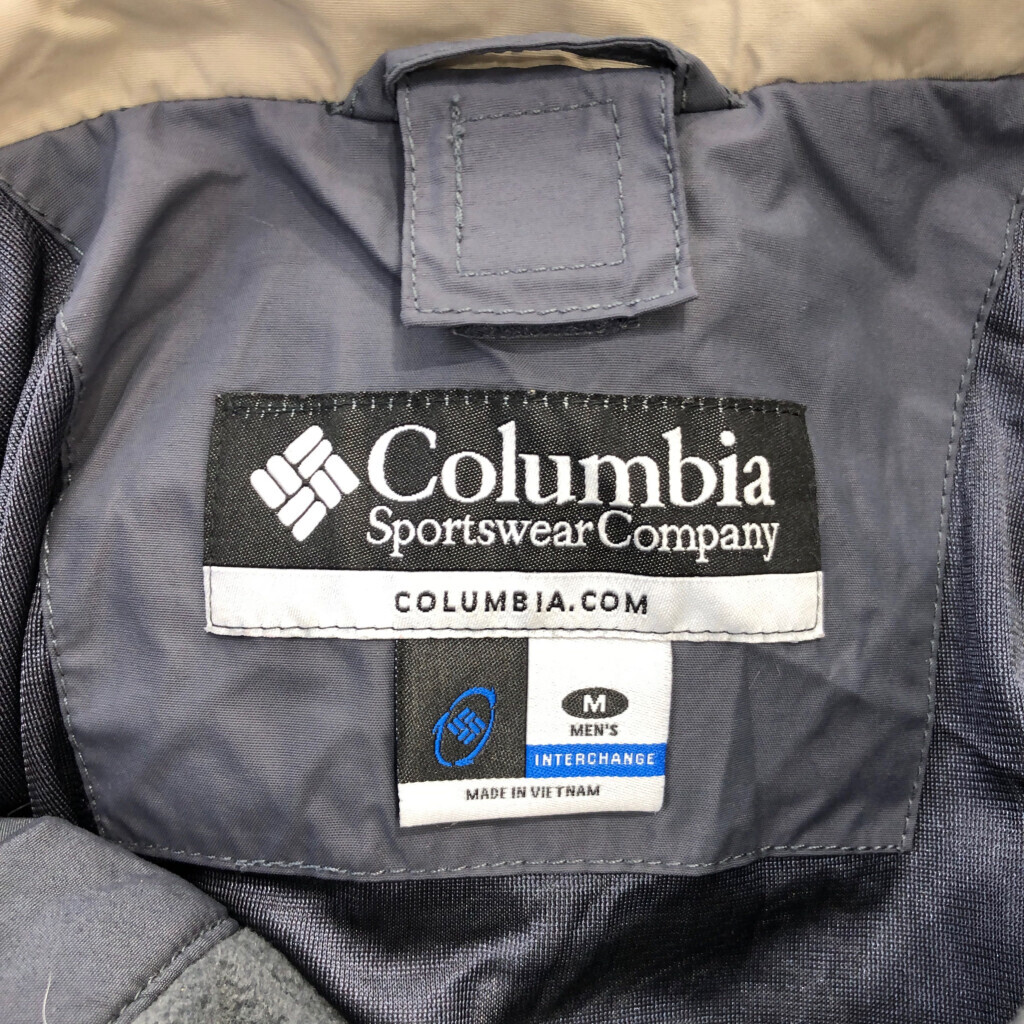 Columbia
Sportswear Company
COLUMBIA.COM
M
MEN'S
INTERCHANGE
MADE IN VIETNAM